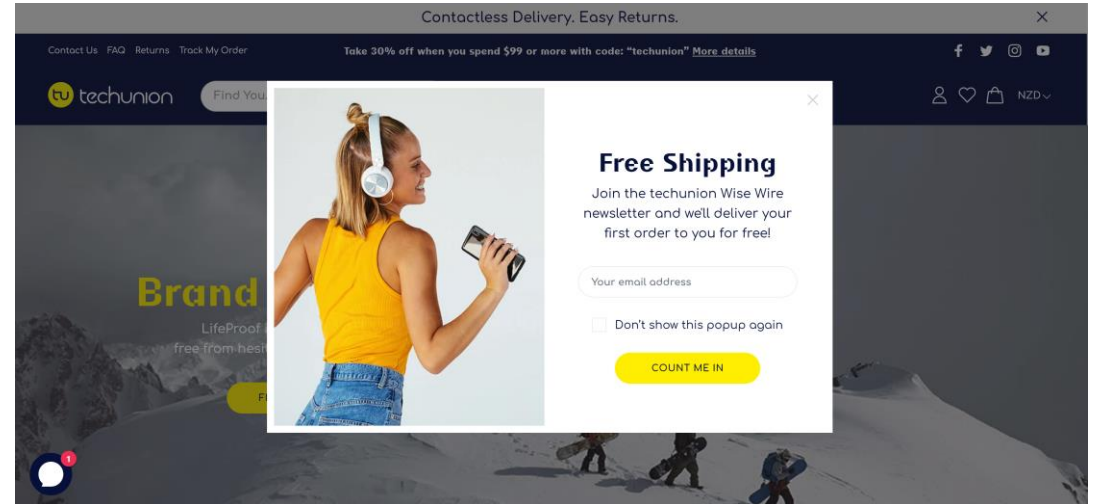 Contactless Delivery. Easy Returns.
Contact Us FAQ Returns Track My Order
Take 30% off when you spend $99 or more with code: “techunion” More details
tu techunion
Find You
NZD
Free Shipping
Join the techunion Wise Wire
newsletter and we'll deliver your
first order to you for free!
Your email address
Don't show this popup again
COUNT ME IN
Brand
LifeProof
free from hesi
F
1